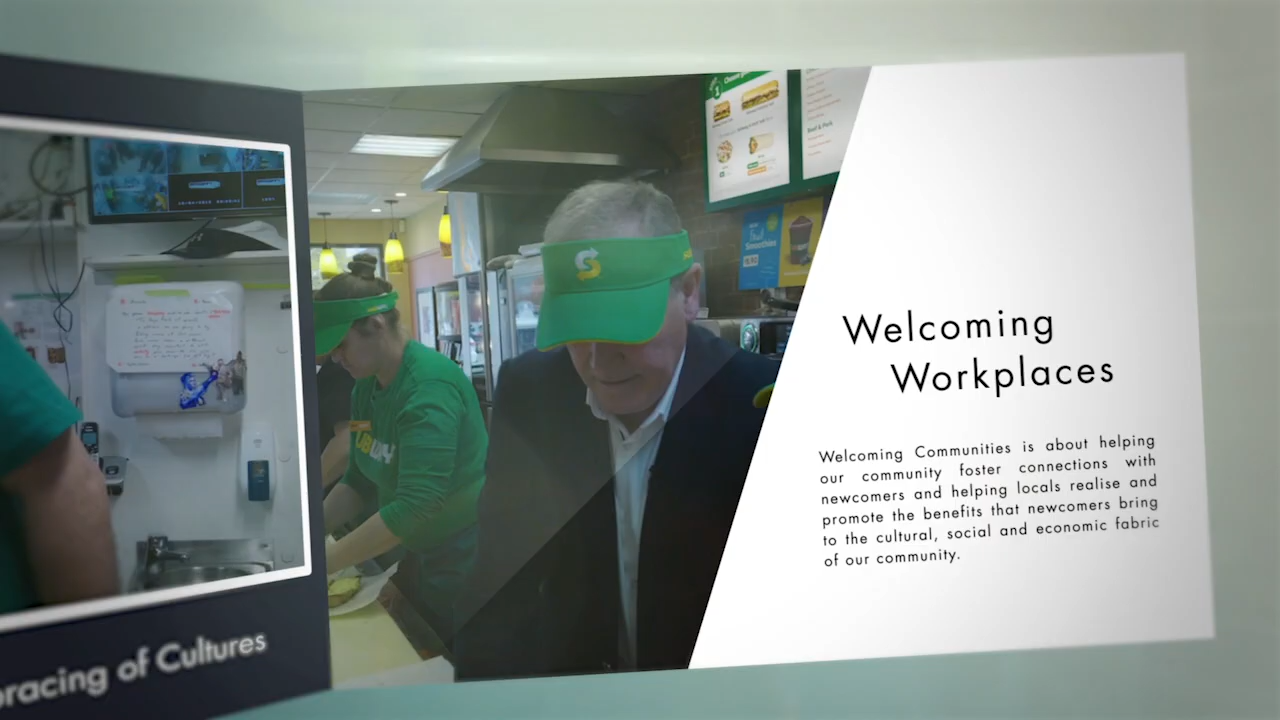 bracing of Cultures
Welcoming
Workplaces
Welcoming Communities is about helping
our community foster connections with
newcomers and helping locals realise and
promote the benefits that newcomers bring
to the cultural, social and economic fabric
of our community.
Smoothies